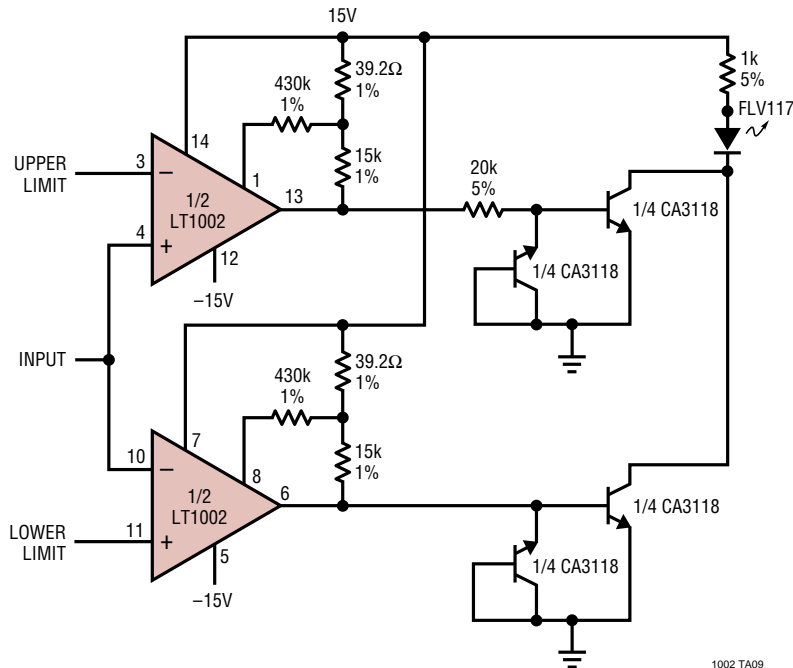 15V
39.2Ω
1%
430k
1%
15k
1%
1k
5%
FLV117
UPPER
LIMIT
3
14
1
1/2
LT1002
13
4
12
–15V
–
+
20k
5%
1/4 CA3118
1/4 CA3118
INPUT
39.2Ω
1%
430k
1%
15k
1%
10
7
8
1/2
LT1002
6
LOWER
LIMIT
11
5
–15V
–
+
1/4 CA3118
1/4 CA3118
1002 TA09